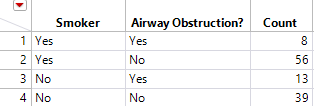 Smoker Airway Obstruction? Count
1 Yes Yes 8
2 Yes No 56
3 No Yes 13
4 No No 39